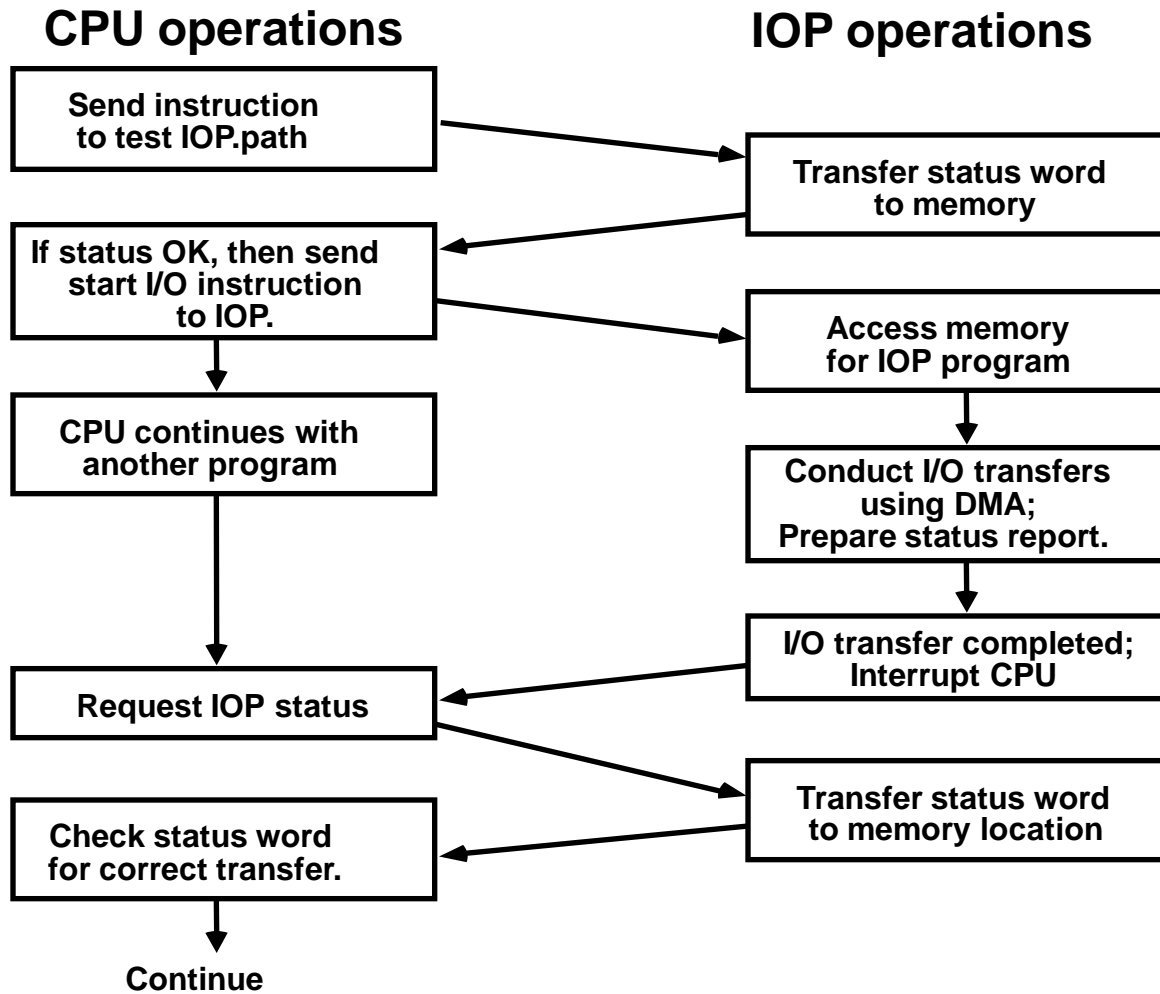 CPU operations
IOP operations
Send instruction
to test IOP.path
Transfer status word
to memory
If status OK, then send
start I/O instruction
to IOP.
Access memory
for IOP program
CPU continues with
another program
Conduct I/O transfers
using DMA;
Prepare status report.
I/O transfer completed;
Interrupt CPU
Request IOP status
Transfer status word
to memory location
Check status word
for correct transfer.
Continue